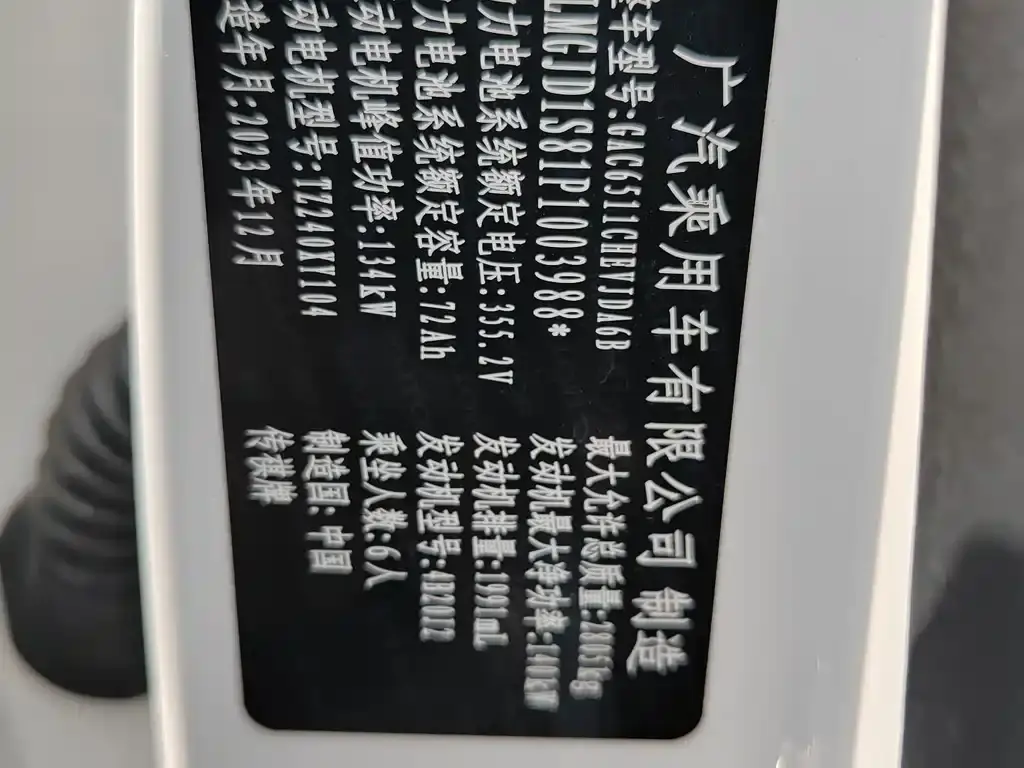 广汽乘用车有限公司 制造
整车型号:GAC6511CHEVJDA6B
最大允许总质量:2805kg
LMGJD1S81P1003988*
发动机最大净功率:140kW
力电池系统额定电压:355.2V
发动机排量:1991mL
力电池系统额定容量:72Ah
发动机型号:4B20J2
动电机峰值功率:134kW
乘坐人数:6人
动电机型号:TZ240XY104
制造国:中国
造年月:2023年12月
传祺牌